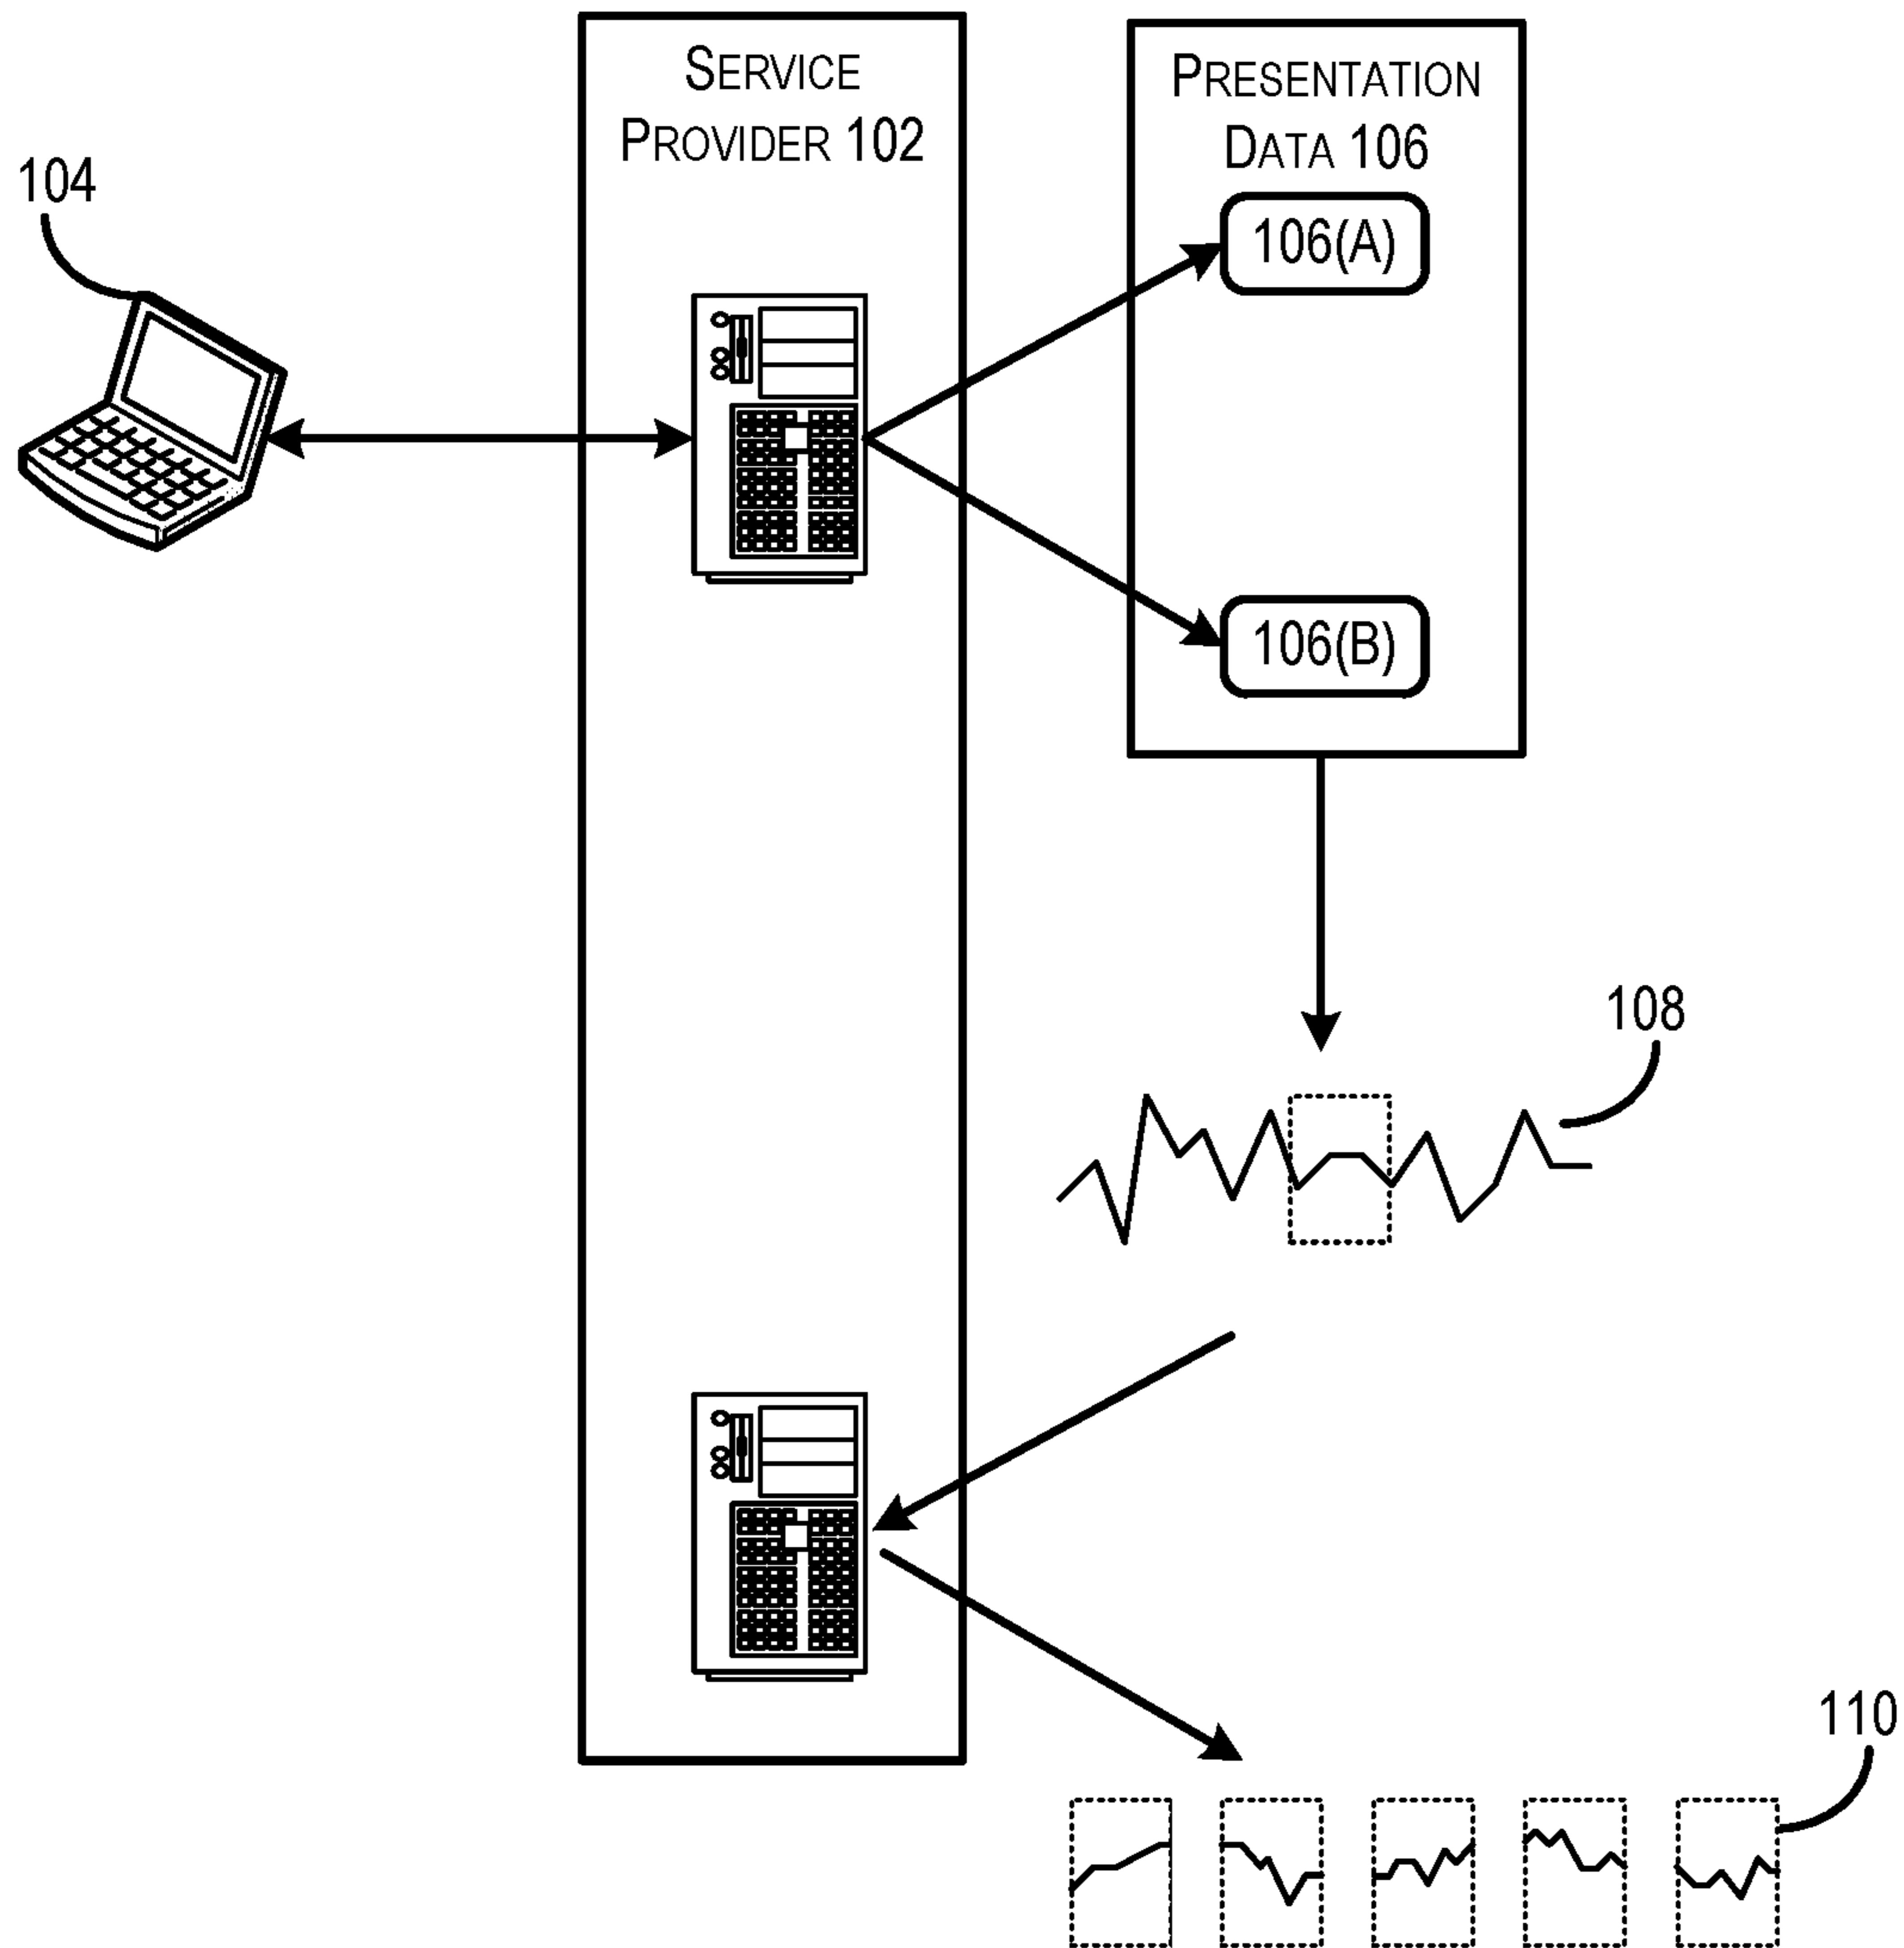 SERVICE
PROVIDER 102
PRESENTATION
DATA 106
104
106(A)
106(B)
108
110